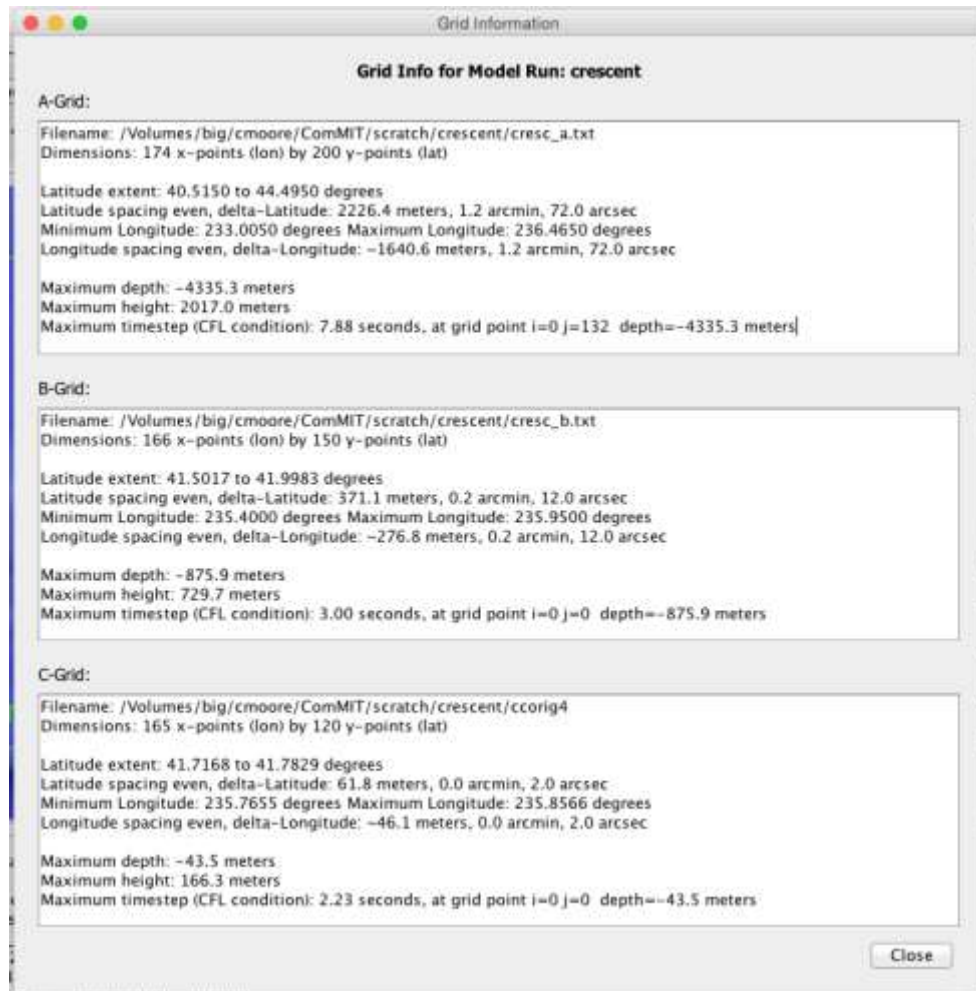 Grid Information
Grid Info for Model Run: crescent
A-Grid:
Filename: /Volumes/big/cmoore/ComMIT/scratch/crescent/cresc_a.txt
Dimensions: 174 x-points (lon) by 200 y-points (lat)
Latitude extent: 40.5150 to 44.4950 degrees
Latitude spacing even, delta-Latitude: 2226.4 meters, 1.2 arcmin, 72.0 arcsec
Minimum Longitude: 233.0050 degrees Maximum Longitude: 236.4650 degrees
Longitude spacing even, delta-Longitude: -1640.6 meters, 1.2 arcmin, 72.0 arcsec
Maximum depth: -4335.3 meters
Maximum height: 2017.0 meters
Maximum timestep (CFL condition): 7.88 seconds, at grid point i=0 j=132 depth=-4335.3 meters
B-Grid:
Filename: /Volumes/big/cmoore/ComMIT/scratch/crescent/cresc_b.txt
Dimensions: 166 x-points (lon) by 150 y-points (lat)
Latitude extent: 41.5017 to 41.9983 degrees
Latitude spacing even, delta-Latitude: 371.1 meters, 0.2 arcmin, 12.0 arcsec
Minimum Longitude: 235.4000 degrees Maximum Longitude: 235.9500 degrees
Longitude spacing even, delta-Longitude: -276.8 meters, 0.2 arcmin, 12.0 arcsec
Maximum depth: -875.9 meters
Maximum height: 729.7 meters
Maximum timestep (CFL condition): 3.00 seconds, at grid point i=0 j=0 depth=-875.9 meters
C-Grid:
Filename: /Volumes/big/cmoore/ComMIT/scratch/crescent/ccorig4
Dimensions: 165 x-points (lon) by 120 y-points (lat)
Latitude extent: 41.7168 to 41.7829 degrees
Latitude spacing even, delta-Latitude: 61.8 meters, 0.0 arcmin, 2.0 arcsec
Minimum Longitude: 235.7655 degrees Maximum Longitude: 235.8566 degrees
Longitude spacing even, delta-Longitude: -46.1 meters, 0.0 arcmin, 2.0 arcsec
Maximum depth: -43.5 meters
Maximum height: 166.3 meters
Maximum timestep (CFL condition): 2.23 seconds, at grid point i=0 j=0 depth=-43.5 meters
Close